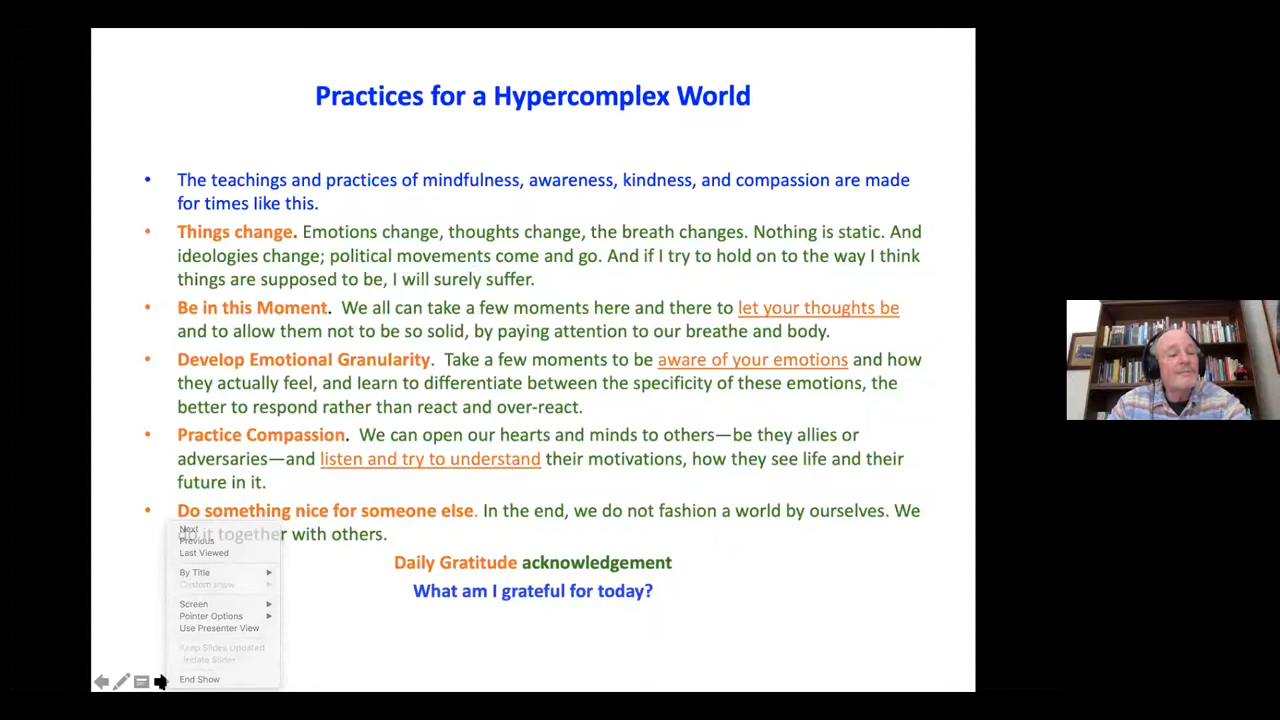 Practices for a Hypercomplex World
• The teachings and practices of mindfulness, awareness, kindness, and compassion are made
for times like this.
• Things change. Emotions change, thoughts change, the breath changes. Nothing is static. And
ideologies change; political movements come and go. And if I try to hold on to the way I think
things are supposed to be, I will surely suffer.
• Be in this Moment. We all can take a few moments here and there to let your thoughts be
and to allow them not to be so solid, by paying attention to our breathe and body.
• Develop Emotional Granularity. Take a few moments to be aware of your emotions and how
they actually feel, and learn to differentiate between the specificity of these emotions, the
better to respond rather than react and over-react.
• Practice Compassion. We can open our hearts and minds to others—be they allies or
adversaries—and listen and try to understand their motivations, how they see life and their
future in it.
• Do something nice for someone else. In the end, we do not fashion a world by ourselves. We
do it together with others.
Daily Gratitude acknowledgement
What am I grateful for today?
Next
Previous
Last Viewed
By Title
Custom show
Screen
Pointer Options
Use Presenter View
Keep Slides Updated
Update Slides
End Show